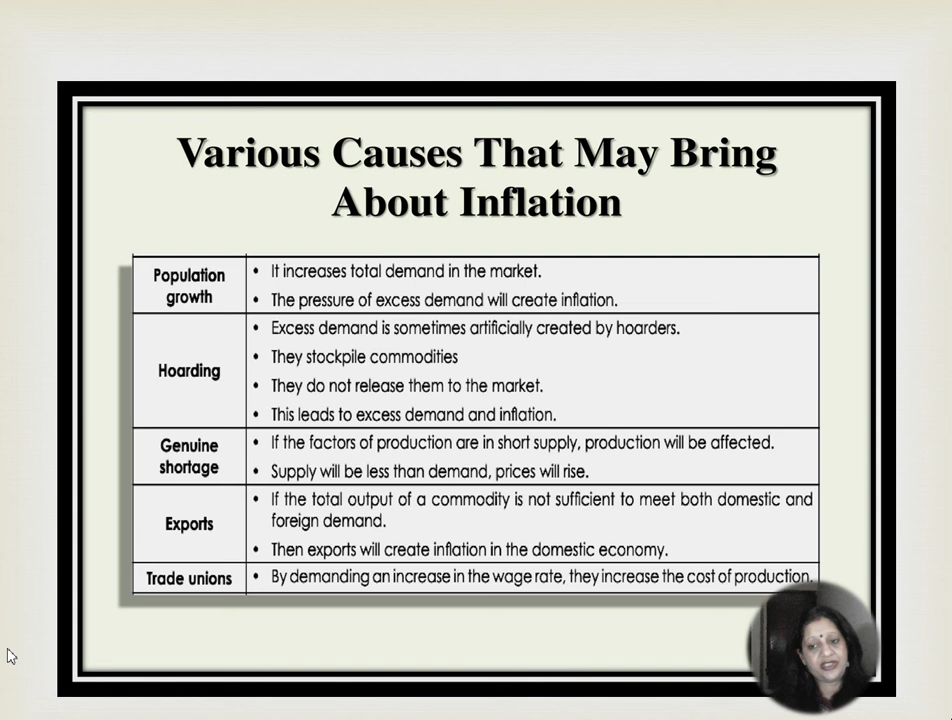 Various Causes That May Bring
About Inflation
Population
growth
• It increases total demand in the market.
• The pressure of excess demand will create inflation.
Hoarding
• Excess demand is sometimes artificially created by hoarders.
• They stockpile commodities
• They do not release them to the market.
• This leads to excess demand and inflation.
Genuine
shortage
• If the factors of production are in short supply, production will be affected.
• Supply will be less than demand, prices will rise.
Exports
• If the total output of a commodity is not sufficient to meet both domestic and
foreign demand.
• Then exports will create inflation in the domestic economy.
Trade unions
• By demanding an increase in the wage rate, they increase the cost of production.